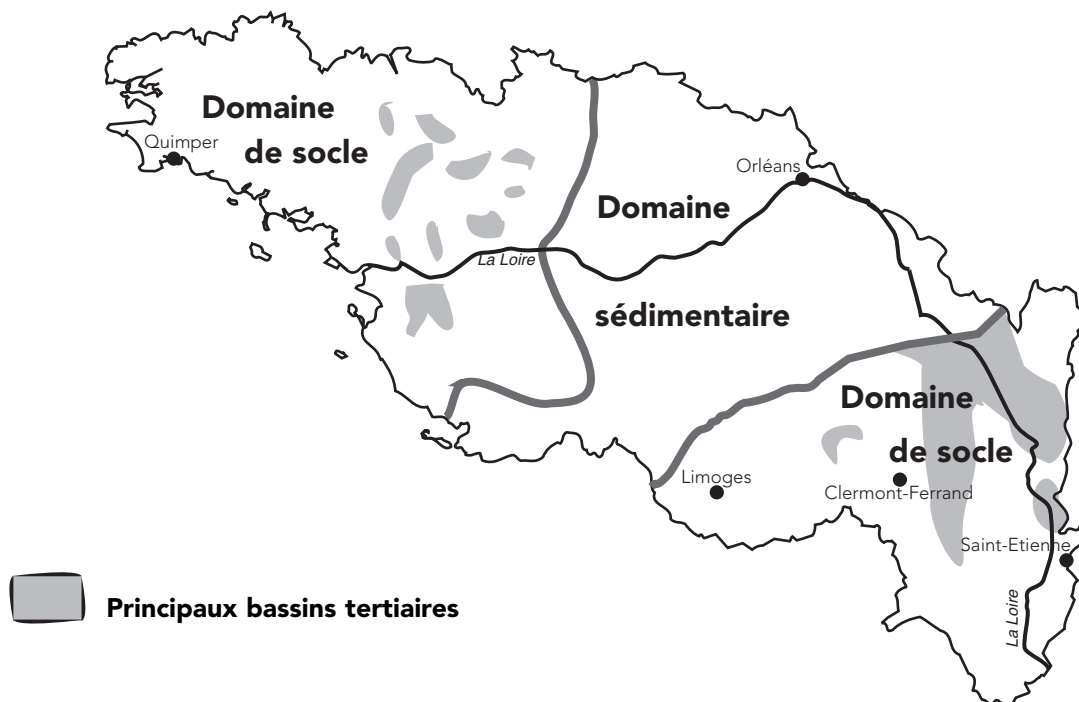 Domaine
de socle
Quimper
Orléans
Domaine
La Loire
sédimentaire
Domaine
de socle
Limoges
Clermont-Ferrand
Saint-Etienne
La Loire
Principaux bassins tertiaires